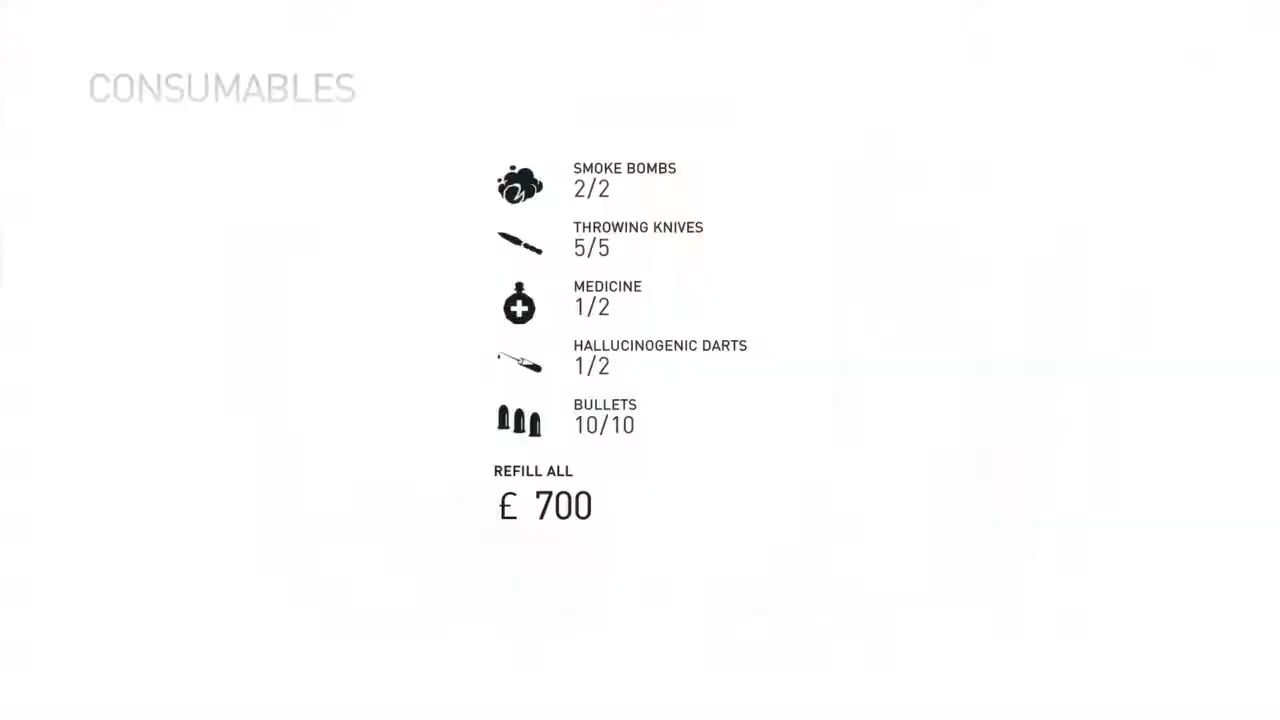 CONSUMABLES
SMOKE BOMBS
2/2
THROWING KNIVES
5/5
MEDICINE
1/2
HALLUCINOGENIC DARTS
1/2
BULLETS
10/10
REFILL ALL
£ 700